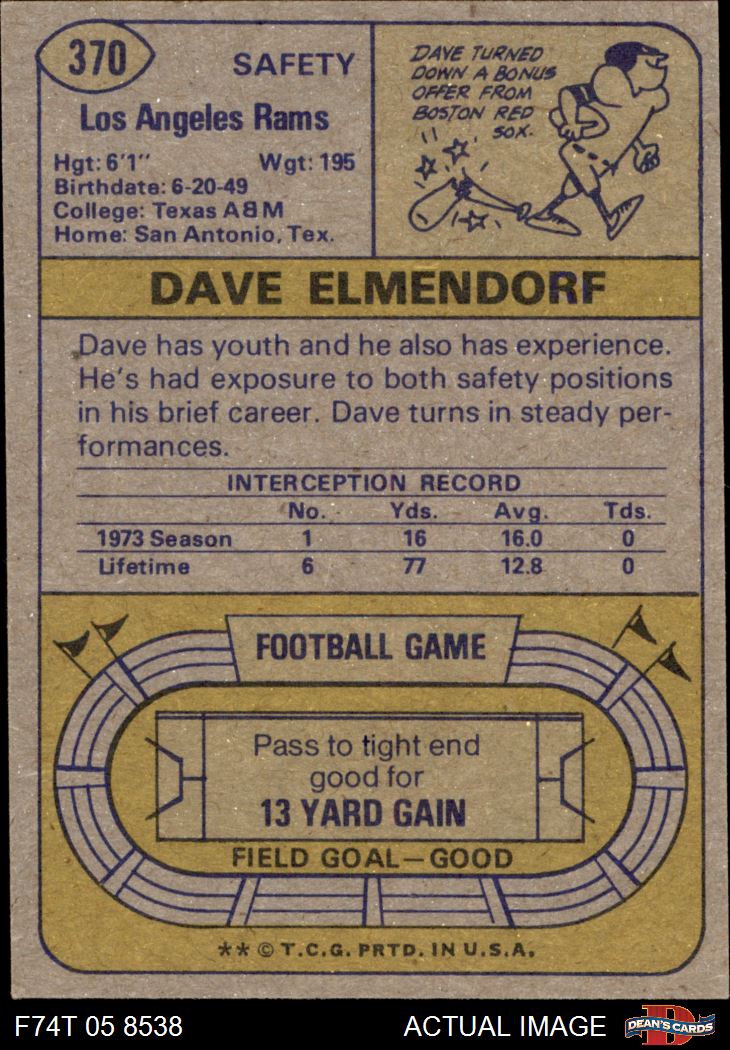 370
SAFETY
Los Angeles Rams
Hgt: 6'1" Wgt: 195
Birthdate: 6-20-49
College: Texas A&M
Home: San Antonio, Tex.
DAVE TURNED
DOWN A BONUS
OFFER FROM
BOSTON RED
SOX.
DAVE ELMENDORF
Dave has youth and he also has experience.
He's had exposure to both safety positions
in his brief career. Dave turns in steady per-
formances.
INTERCEPTION RECORD
No. Yds. Avg. Tds.
1973 Season 1 16 16.0 0
Lifetime 6 77 12.8 0
FOOTBALL GAME
Pass to tight end
good for
13 YARD GAIN
FIELD GOAL—GOOD
** © T.C.G. PRTD. IN U.S.A.
F74T 05 8538 ACTUAL IMAGE D DEAN'S CARDS